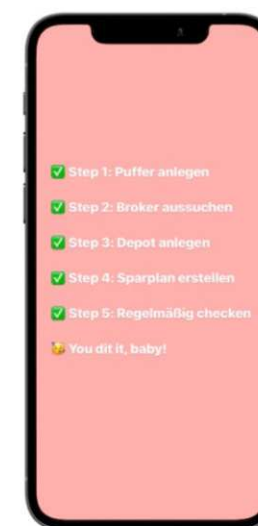 ✅ Step 1: Puffer anlegen
✅ Step 2: Broker aussuchen
✅ Step 3: Depot anlegen
✅ Step 4: Sparplan erstellen
✅ Step 5: Regelmäßig checken
🥳 You dit it, baby!